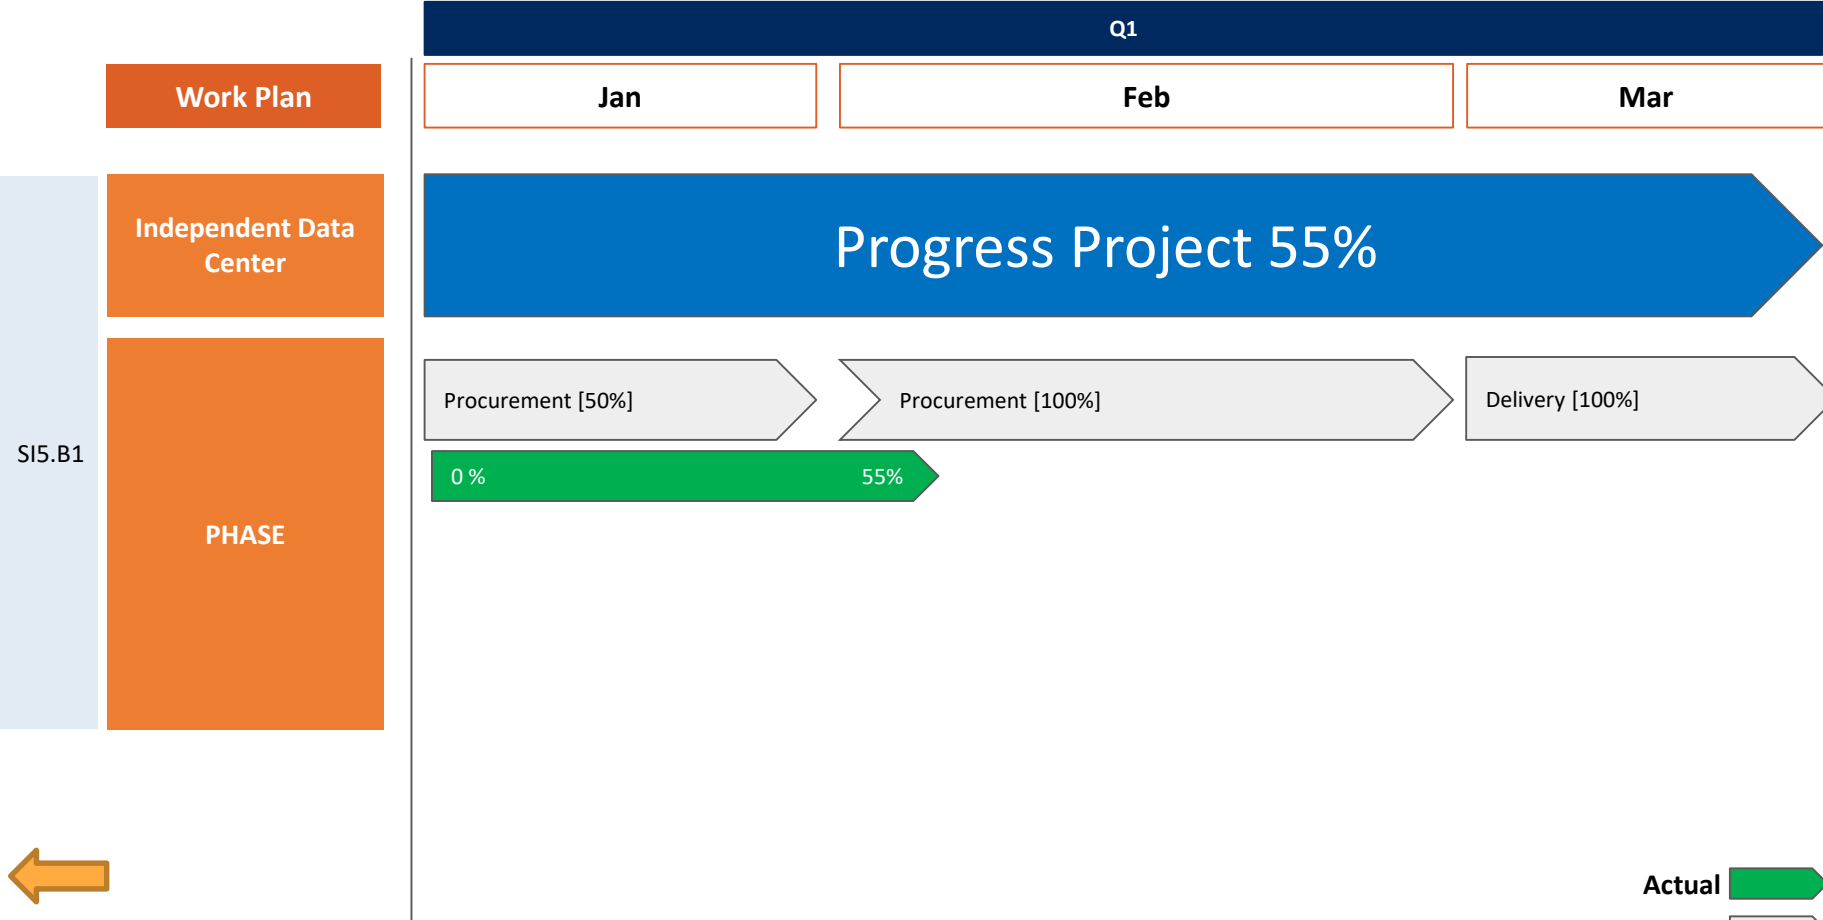 Q1
Work Plan
Jan
Feb
Mar
Independent Data
Center
Progress Project 55%
SI5.B1
PHASE
Procurement [50%]
Procurement [100%]
Delivery [100%]
0 %
55%
Actual